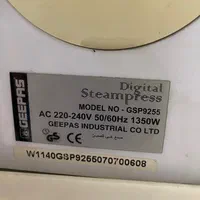 GEEPAS
Digital
Steampress
MODEL NO - GSP9255
AC 220-240V 50/60Hz 1350W
GEEPAS INDUSTRIAL CO LTD
W1140GSP9255070700608